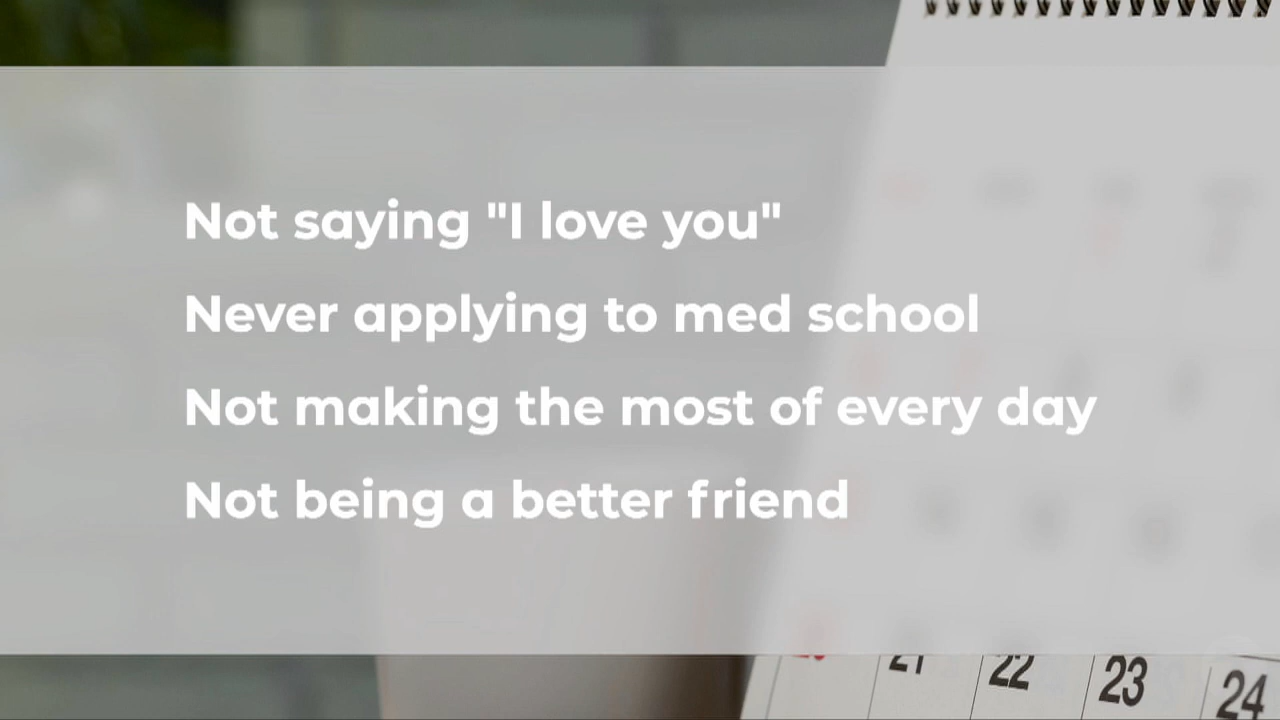 Not saying "I love you"
Never applying to med school
Not making the most of every day
Not being a better friend
21 22 23 24